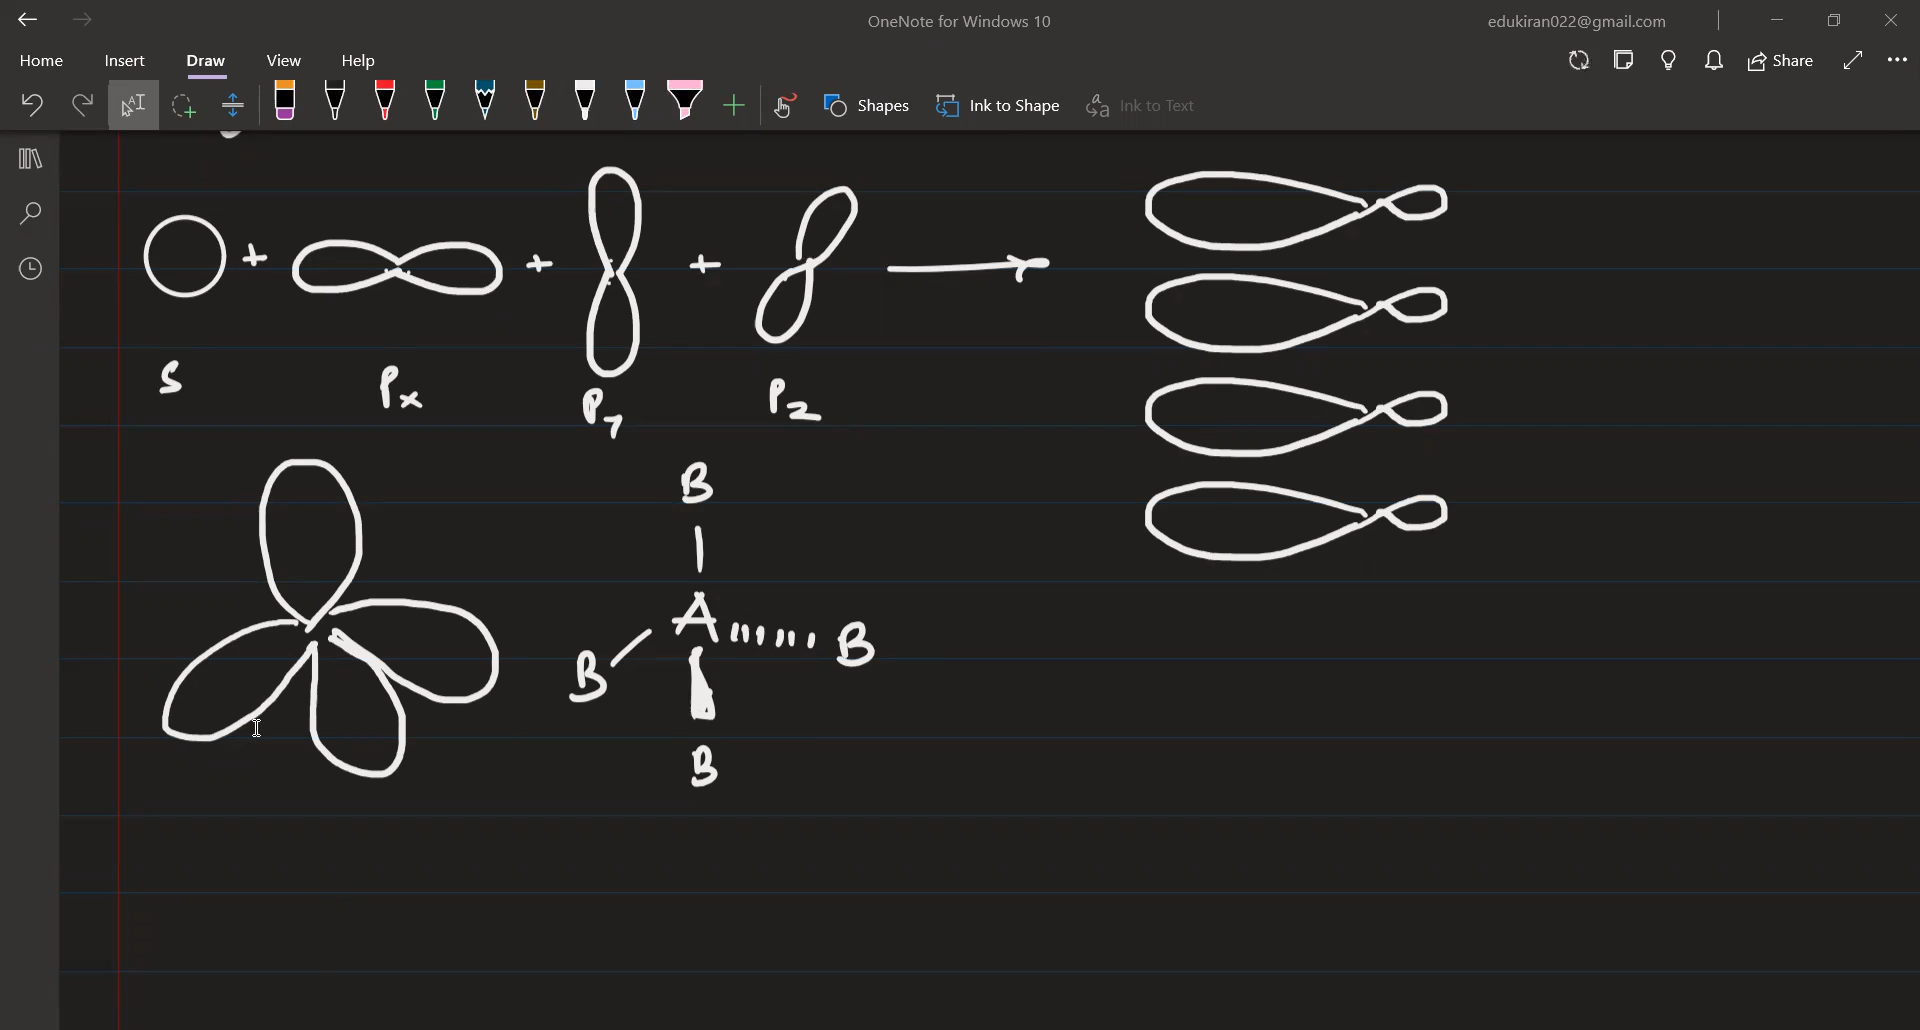 OneNote for Windows 10
edukiran022@gmail.com
Home Insert Draw View Help
Share
Shapes
Ink to Shape
Ink to Text
+ + +
S Px Py Pz
B
A
B
B
B